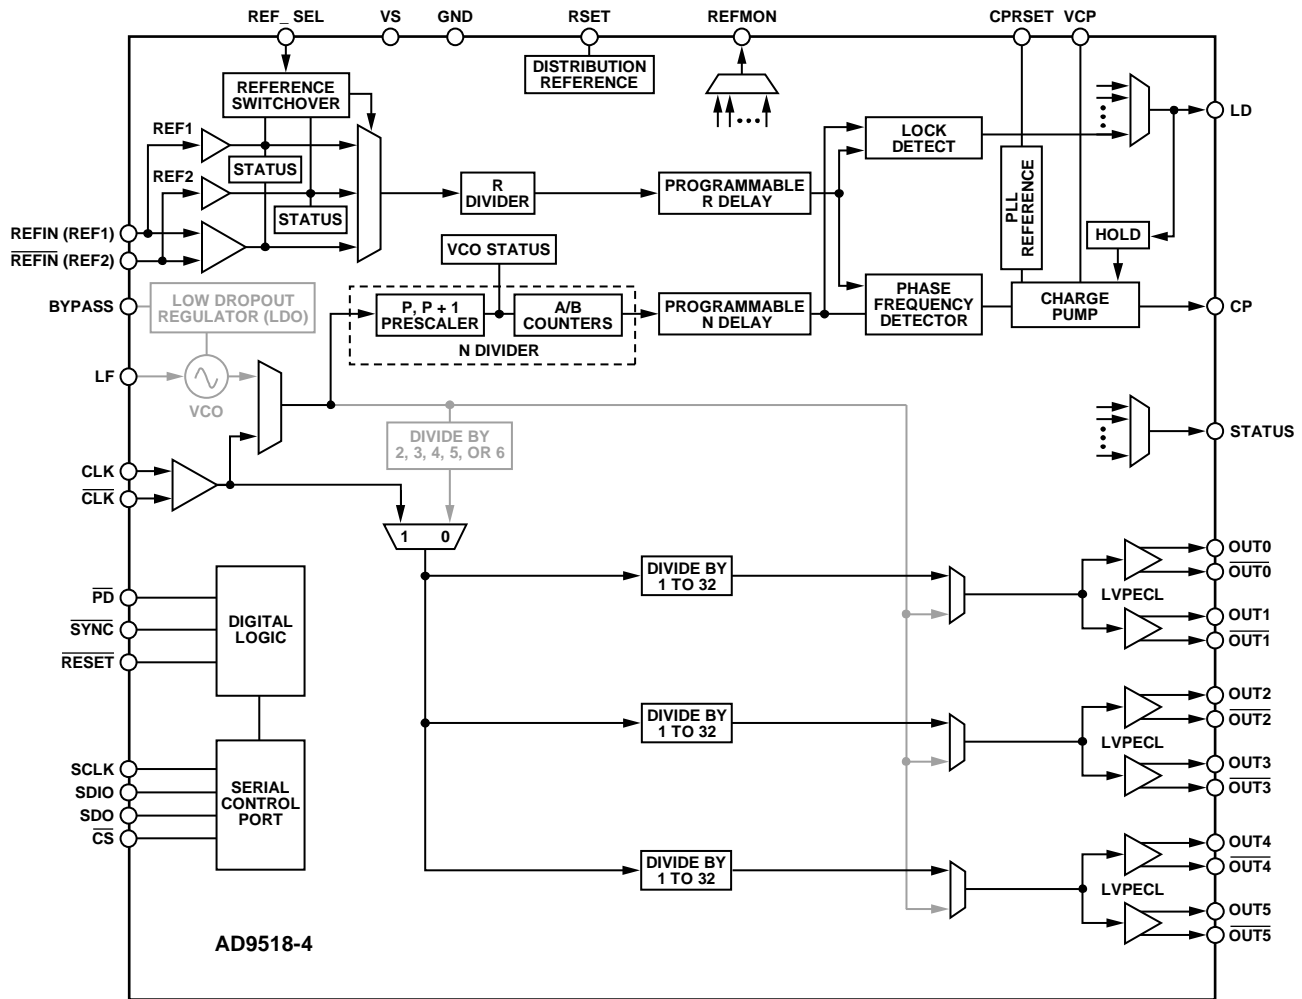 REF_ SEL
VS
GND
RSET
REFMON
CPRSET
VCP
DISTRIBUTION
REFERENCE
REFERENCE
SWITCHOVER
REF1
STATUS
REF2
STATUS
R
DIVIDER
PROGRAMMABLE
R DELAY
LOCK
DETECT
PLL
REFERENCE
LD
HOLD
REFIN (REF1)
REFIN (REF2)
BYPASS
LOW DROPOUT
REGULATOR (LDO)
VCO STATUS
P, P + 1
PRESCALER
A/B
COUNTERS
N DIVIDER
PROGRAMMABLE
N DELAY
PHASE
FREQUENCY
DETECTOR
CHARGE
PUMP
CP
LF
VCO
DIVIDE BY
2, 3, 4, 5, OR 6
STATUS
CLK
CLK
1 0
PD
SYNC
RESET
DIGITAL
LOGIC
DIVIDE BY
1 TO 32
LVPECL
OUT0
OUT0
OUT1
OUT1
DIVIDE BY
1 TO 32
LVPECL
OUT2
OUT2
OUT3
OUT3
SCLK
SDIO
SDO
CS
SERIAL
CONTROL
PORT
DIVIDE BY
1 TO 32
LVPECL
OUT4
OUT4
OUT5
OUT5
AD9518-4